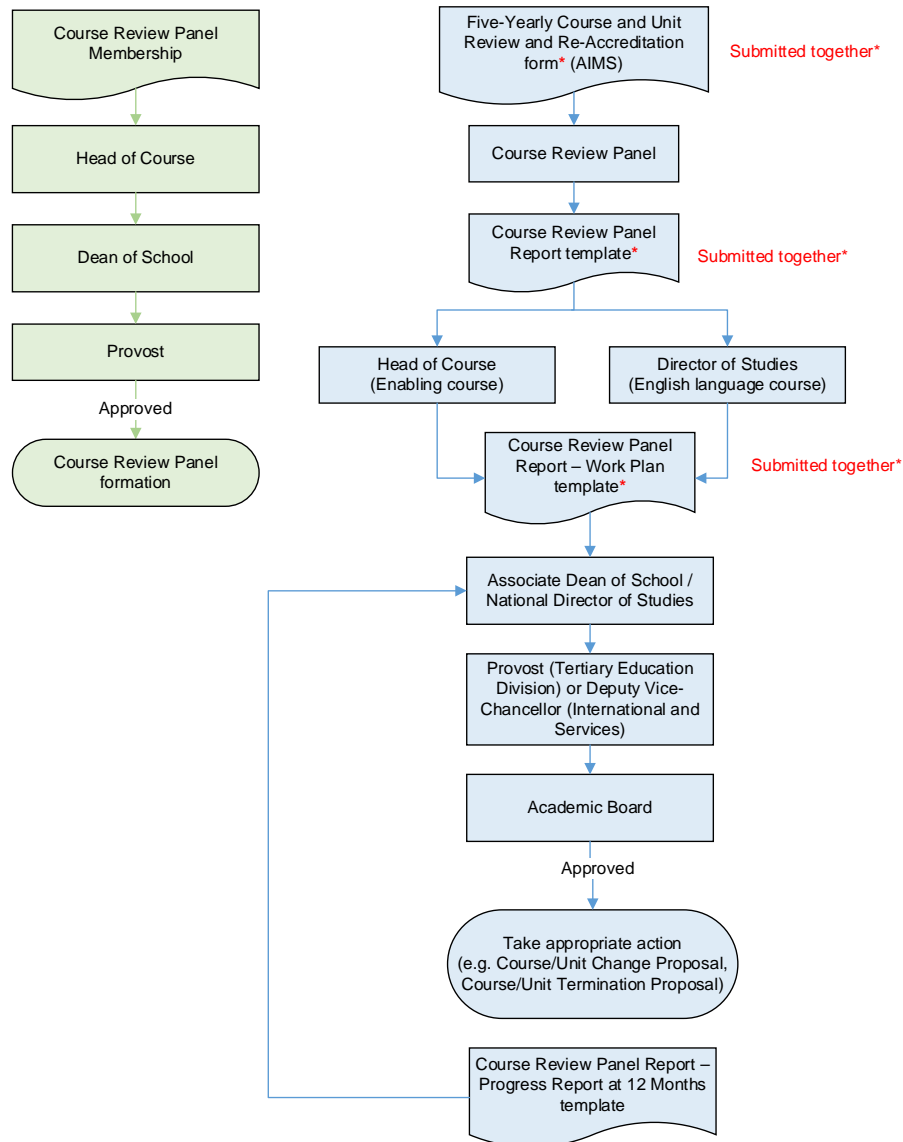 Course Review Panel
Membership
Head of Course
Dean of School
Provost
Approved
Course Review Panel
formation
Five-Yearly Course and Unit
Review and Re-Accreditation
form* (AIMS)
Submitted together*
Course Review Panel
Course Review Panel
Report template*
Submitted together*
Head of Course
(Enabling course)
Director of Studies
(English language course)
Course Review Panel
Report – Work Plan
template*
Submitted together*
Associate Dean of School /
National Director of Studies
Provost (Tertiary Education
Division) or Deputy Vice-
Chancellor (International and
Services)
Academic Board
Approved
Take appropriate action
(e.g. Course/Unit Change Proposal,
Course/Unit Termination Proposal)
Course Review Panel Report –
Progress Report at 12 Months
template